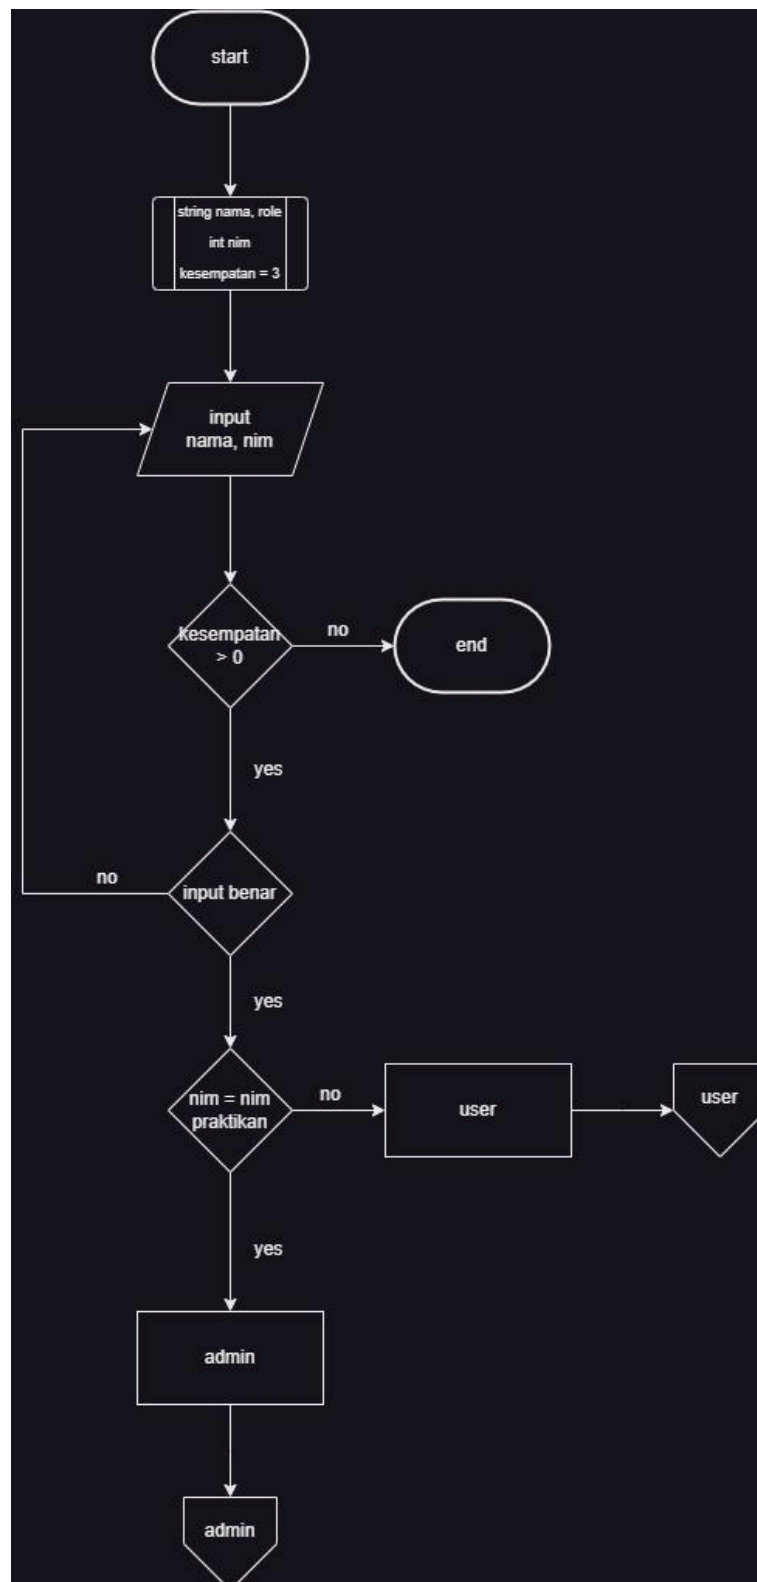 start
string nama, role
int nim
kesempatan = 3
input
nama, nim
kesempatan
> 0
no
end
yes
no
input benar
yes
nim = nim
praktikan
no
user
user
yes
admin
admin